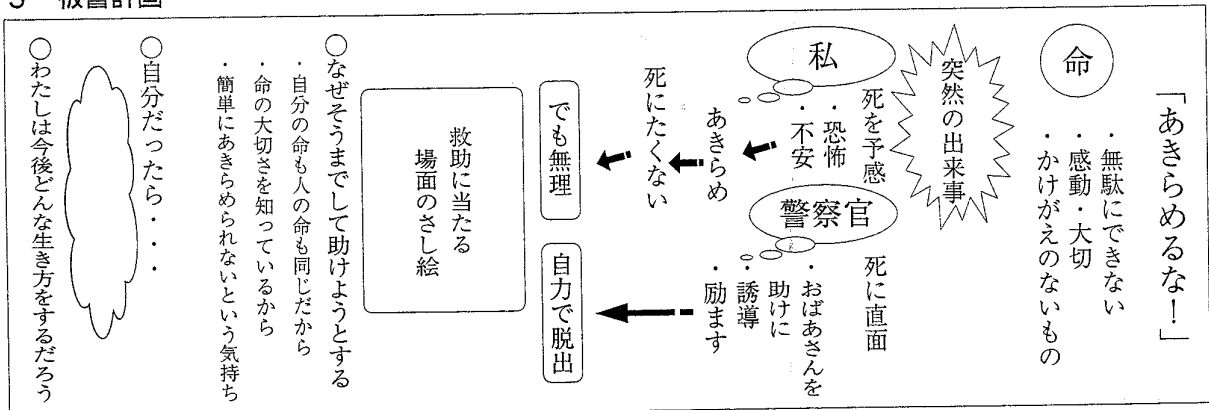 板書計画
「あきらめるな！」
命
・無駄にできない
・感動・大切
・かけがえのないもの
突然の出来事
私
死を予感
・恐怖
・不安
あきらめ
死にたくない
でも無理
警察官
死に直面
・おばあさんを
助けに
・誘導
・励ます
自力で脱出
救助に当たる
場面のさし絵
○なぜそうまでして助けようとする
・自分の命も人の命も同じだから
・命の大切さを知っているから
・簡単にあきらめられないという気持ち
○自分だったら・・・
○わたしは今後どんな生き方をするだろう